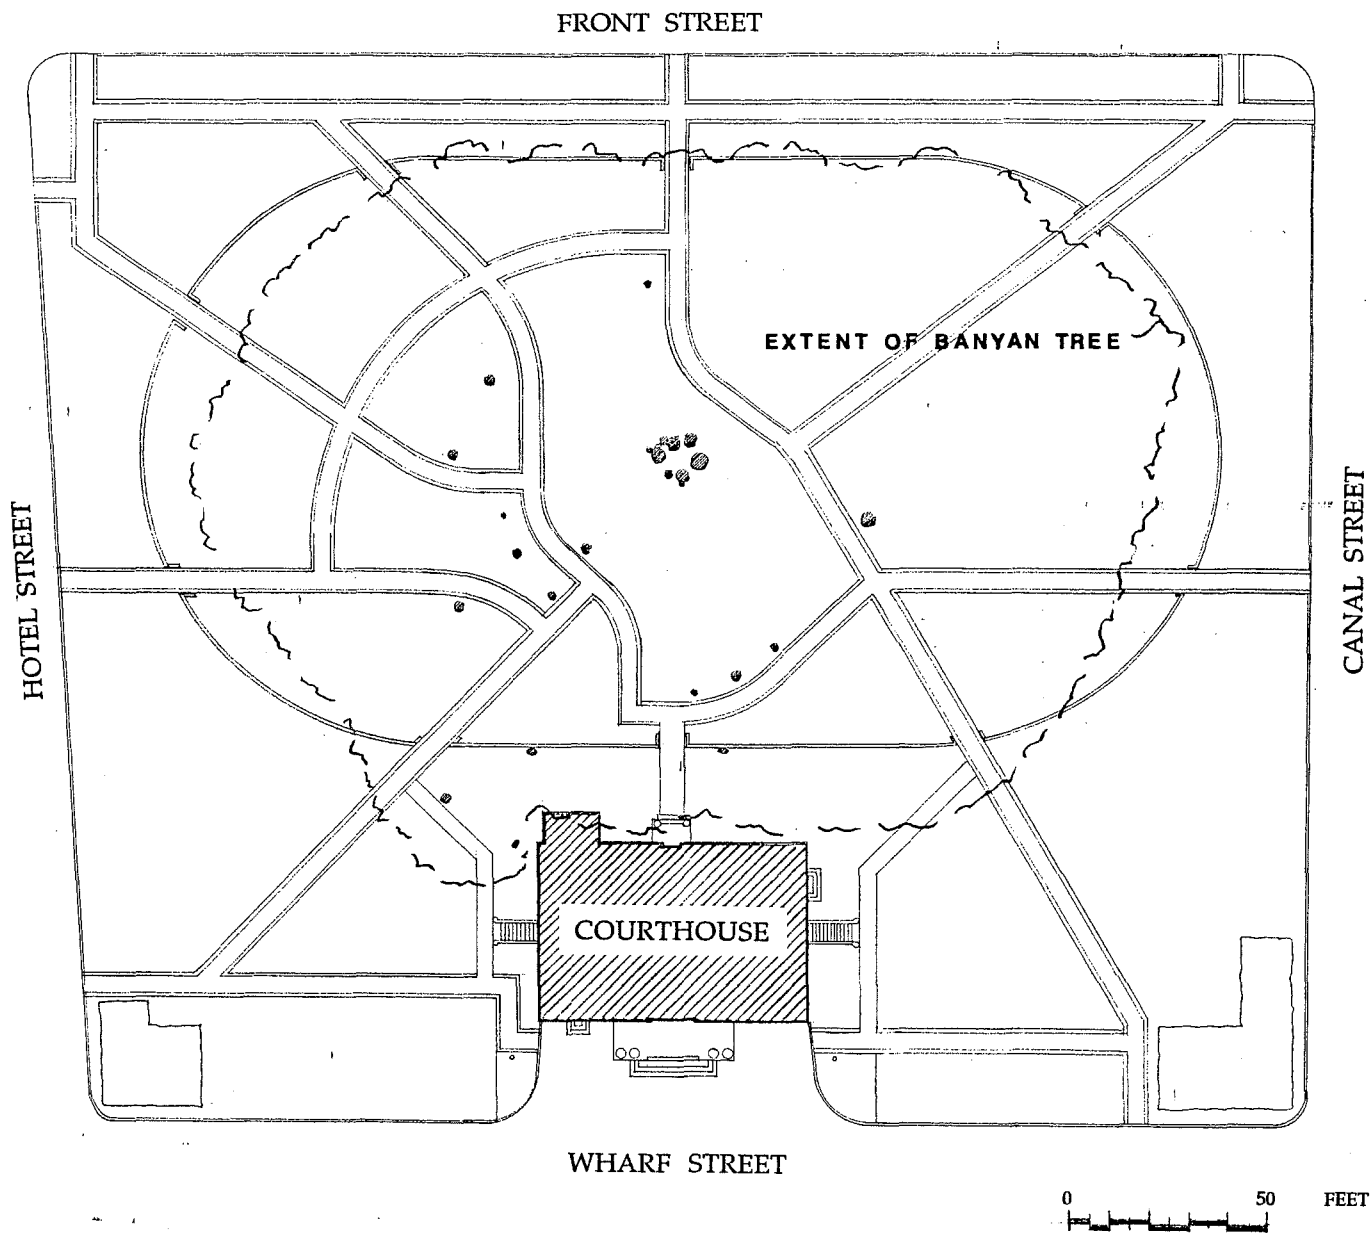 FRONT STREET
EXTENT OF BANYAN TREE
HOTEL STREET
CANAL STREET
COURTHOUSE
WHARF STREET
0 50 FEET